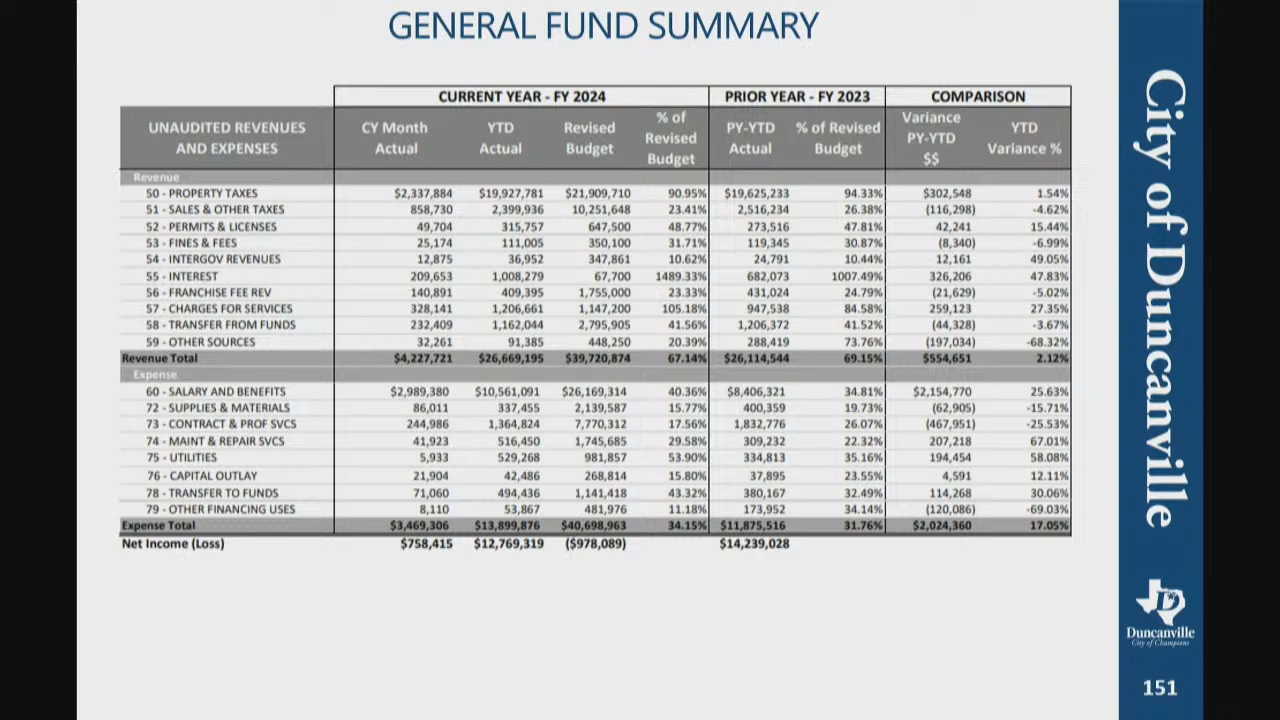 GENERAL FUND SUMMARY
CURRENT YEAR - FY 2024 PRIOR YEAR - FY 2023 COMPARISON
UNAUDITED REVENUES AND EXPENSES CY Month Actual YTD Actual Revised Budget % of Revised Budget PY-YTD Actual % of Revised Budget Variance PY-YTD $$ YTD Variance %
Revenue
50 - PROPERTY TAXES $2,337,884 $19,927,781 $21,909,710 90.95% $19,625,233 94.33% $302,548 1.54%
51 - SALES & OTHER TAXES 858,730 2,399,936 10,251,648 23.41% 2,516,234 26.38% (116,298) -4.62%
52 - PERMITS & LICENSES 49,704 315,757 647,500 48.77% 273,516 47.81% 42,241 15.44%
53 - FINES & FEES 25,174 111,005 350,100 31.71% 119,345 30.87% (8,340) -6.99%
54 - INTERGOV REVENUES 12,875 36,952 347,861 10.62% 24,791 10.44% 12,161 49.05%
55 - INTEREST 209,653 1,008,279 67,700 1489.33% 682,073 1007.49% 326,206 47.83%
56 - FRANCHISE FEE REV 140,891 409,395 1,755,000 23.33% 431,024 24.79% (21,629) -5.02%
57 - CHARGES FOR SERVICES 328,141 1,206,661 1,147,200 105.18% 947,538 84.58% 259,123 27.35%
58 - TRANSFER FROM FUNDS 232,409 1,162,044 2,795,905 41.56% 1,206,372 41.52% (44,328) -3.67%
59 - OTHER SOURCES 32,261 91,385 448,250 20.39% 288,419 73.76% (197,034) -68.32%
Revenue Total $4,227,721 $26,669,195 $39,720,874 67.14% $26,114,544 69.15% $554,651 2.12%
Expense
60 - SALARY AND BENEFITS $2,989,380 $10,561,091 $26,169,314 40.36% $8,406,321 34.81% $2,154,770 25.63%
72 - SUPPLIES & MATERIALS 86,011 337,455 2,139,587 15.77% 400,359 19.73% (62,905) -15.71%
73 - CONTRACT & PROF SVCS 244,986 1,364,824 7,770,312 17.56% 1,832,776 26.07% (467,951) -25.53%
74 - MAINT & REPAIR SVCS 41,923 516,450 1,745,685 29.58% 309,232 22.32% 207,218 67.01%
75 - UTILITIES 5,933 529,268 981,857 53.90% 334,813 35.16% 194,454 58.08%
76 - CAPITAL OUTLAY 21,904 42,486 268,814 15.80% 37,895 23.55% 4,591 12.11%
78 - TRANSFER TO FUNDS 71,060 494,436 1,141,418 43.32% 380,167 32.49% 114,268 30.06%
79 - OTHER FINANCING USES 8,110 53,867 481,976 11.18% 173,952 34.14% (120,086) -69.03%
Expense Total $3,469,306 $13,899,876 $40,698,963 34.15% $11,875,516 31.76% $2,024,360 17.05%
Net Income (Loss) $758,415 $12,769,319 ($978,089) $14,239,028
City of Duncanville
Duncanville
City of Champions
151